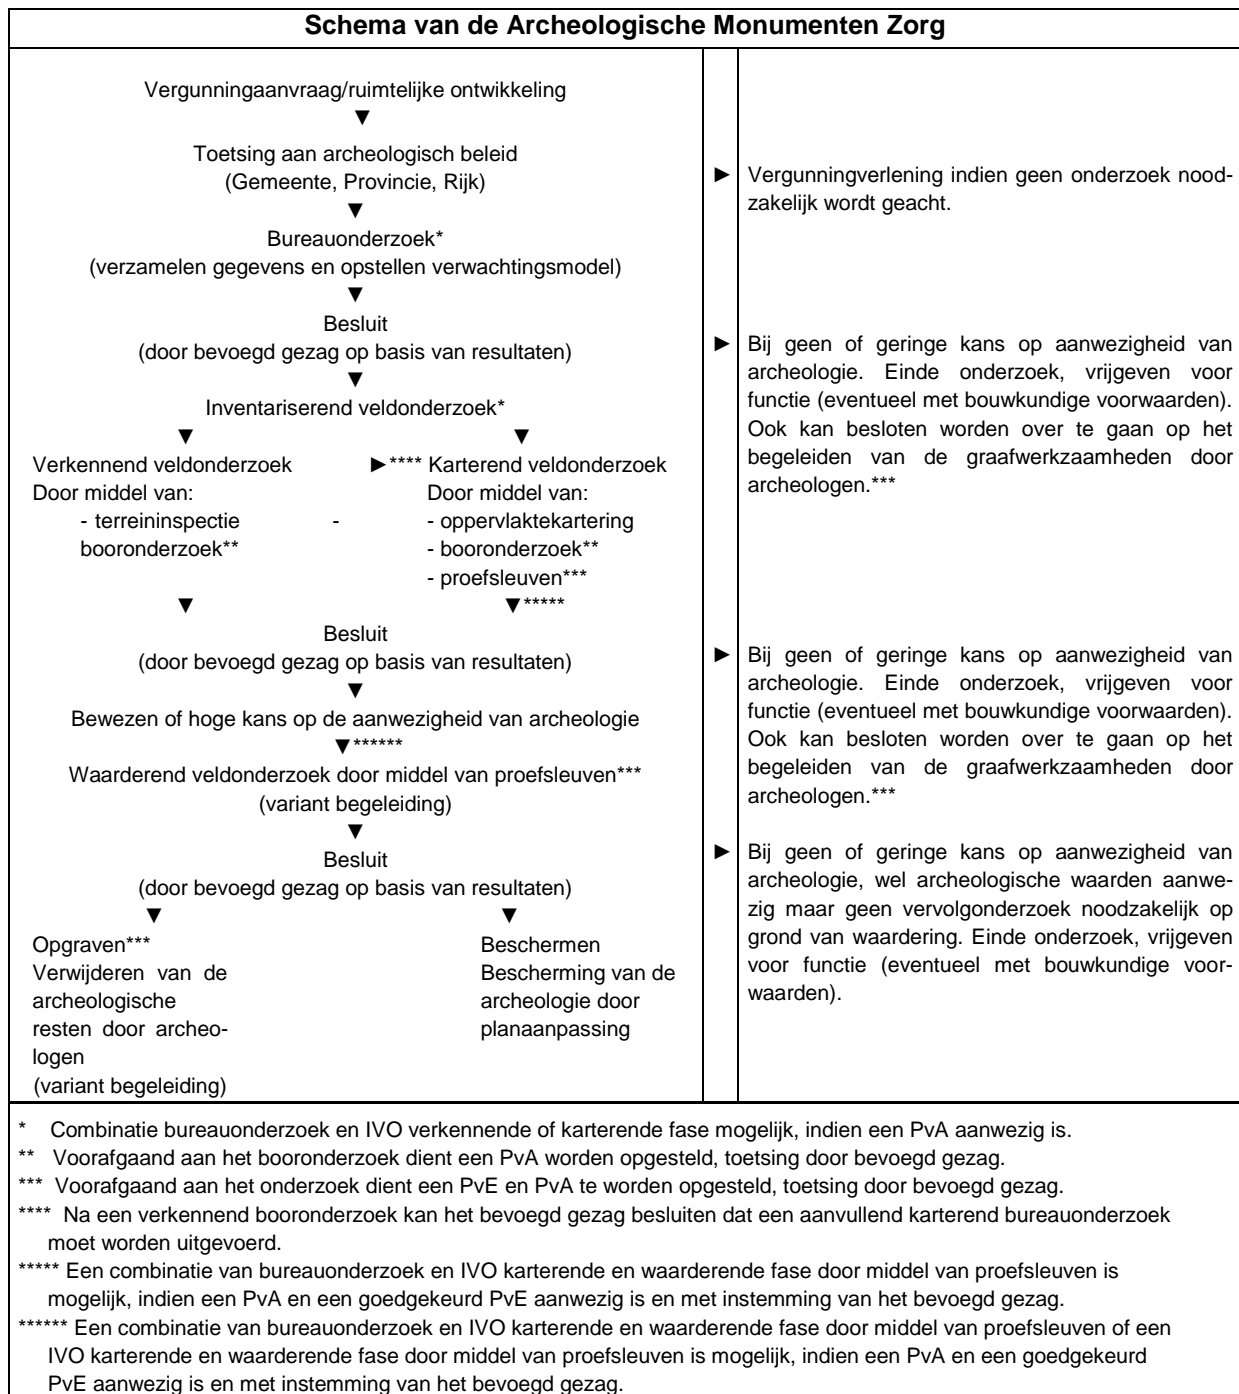 Schema van de Archeologische Monumenten Zorg
Vergunningaanvraag/ruimtelijke ontwikkeling
▼
Toetsing aan archeologisch beleid
(Gemeente, Provincie, Rijk)
▼
Bureauonderzoek*
(verzamelen gegevens en opstellen verwachtingsmodel)
▼
Besluit
(door bevoegd gezag op basis van resultaten)
▼
Inventariserend veldonderzoek*
▼ ▼
Verkennend veldonderzoek ►**** Karterend veldonderzoek
Door middel van: Door middel van:
- terreininspectie - - oppervlaktekartering
booronderzoek** - booronderzoek**
- proefsleuven***
▼ ▼*****
Besluit
(door bevoegd gezag op basis van resultaten)
▼
Bewezen of hoge kans op de aanwezigheid van archeologie
▼******
Waarderend veldonderzoek door middel van proefsleuven***
(variant begeleiding)
▼
Besluit
(door bevoegd gezag op basis van resultaten)
▼ ▼
Opgraven***
Verwijderen van de
archeologische
resten door archeo-
logen
(variant begeleiding)
Beschermen
Bescherming van de
archeologie door
planaanpassing
► Vergunningverlening indien geen onderzoek nood-
zakelijk wordt geacht.
► Bij geen of geringe kans op aanwezigheid van
archeologie. Einde onderzoek, vrijgeven voor
functie (eventueel met bouwkundige voorwaarden).
Ook kan besloten worden over te gaan op het
begeleiden van de graafwerkzaamheden door
archeologen.***
► Bij geen of geringe kans op aanwezigheid van
archeologie. Einde onderzoek, vrijgeven voor
functie (eventueel met bouwkundige voorwaarden).
Ook kan besloten worden over te gaan op het
begeleiden van de graafwerkzaamheden door
archeologen.***
► Bij geen of geringe kans op aanwezigheid van
archeologie, wel archeologische waarden aanwe-
zig maar geen vervolgonderzoek noodzakelijk op
grond van waardering. Einde onderzoek, vrijgeven
voor functie (eventueel met bouwkundige voor-
waarden).
* Combinatie bureauonderzoek en IVO verkennende of karterende fase mogelijk, indien een PvA aanwezig is.
** Voorafgaand aan het booronderzoek dient een PvA worden opgesteld, toetsing door bevoegd gezag.
*** Voorafgaand aan het onderzoek dient een PvE en PvA te worden opgesteld, toetsing door bevoegd gezag.
**** Na een verkennend booronderzoek kan het bevoegd gezag besluiten dat een aanvullend karterend bureauonderzoek
moet worden uitgevoerd.
***** Een combinatie van bureauonderzoek en IVO karterende en waarderende fase door middel van proefsleuven is
mogelijk, indien een PvA en een goedgekeurd PvE aanwezig is en met instemming van het bevoegd gezag.
****** Een combinatie van bureauonderzoek en IVO karterende en waarderende fase door middel van proefsleuven of een
IVO karterende en waarderende fase door middel van proefsleuven is mogelijk, indien een PvA en een goedgekeurd
PvE aanwezig is en met instemming van het bevoegd gezag.